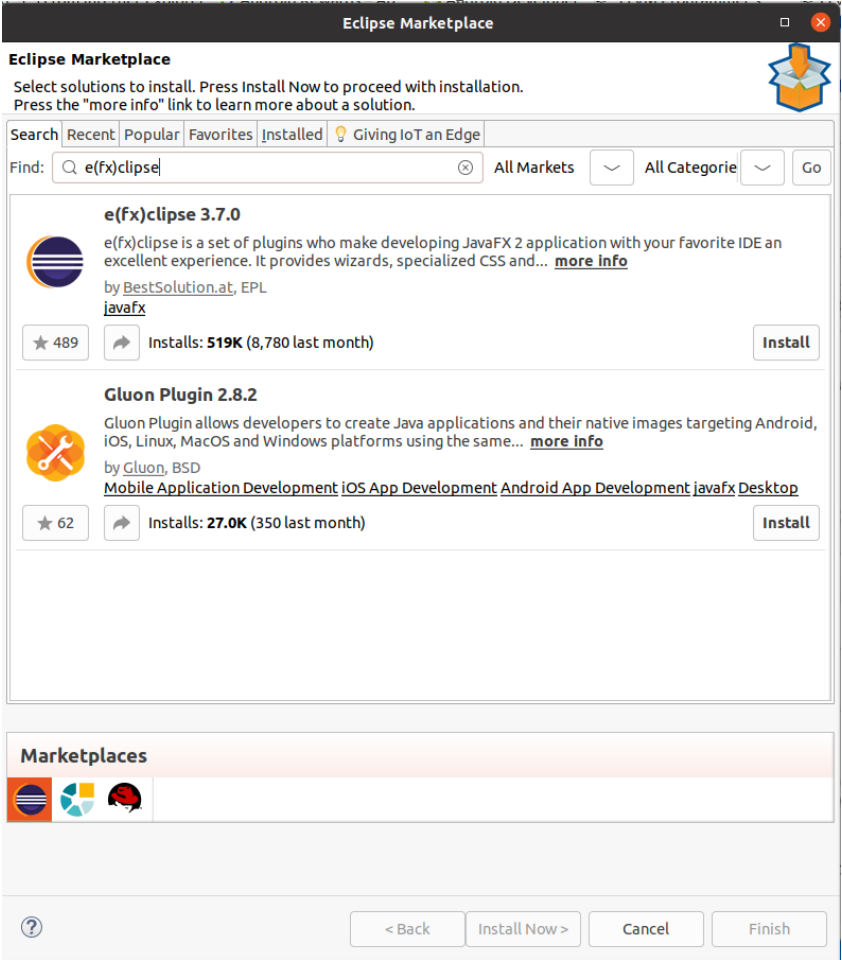 Eclipse Marketplace
Eclipse Marketplace
Select solutions to install. Press Install Now to proceed with installation.
Press the "more info" link to learn more about a solution.
Search Recent Popular Favorites Installed Giving IoT an Edge
Find: e(fx)clipse All Markets All Categorie Go
e(fx)clipse 3.7.0
e(fx)clipse is a set of plugins who make developing JavaFX 2 application with your favorite IDE an
excellent experience. It provides wizards, specialized CSS and... more info
by BestSolution.at, EPL
javafx
489 Installs: 519K (8,780 last month) Install
Gluon Plugin 2.8.2
Gluon Plugin allows developers to create Java applications and their native images targeting Android,
iOS, Linux, MacOS and Windows platforms using the same... more info
by Gluon, BSD
Mobile Application Development iOS App Development Android App Development javafx Desktop
62 Installs: 27.0K (350 last month) Install
Marketplaces
? < Back Install Now > Cancel Finish